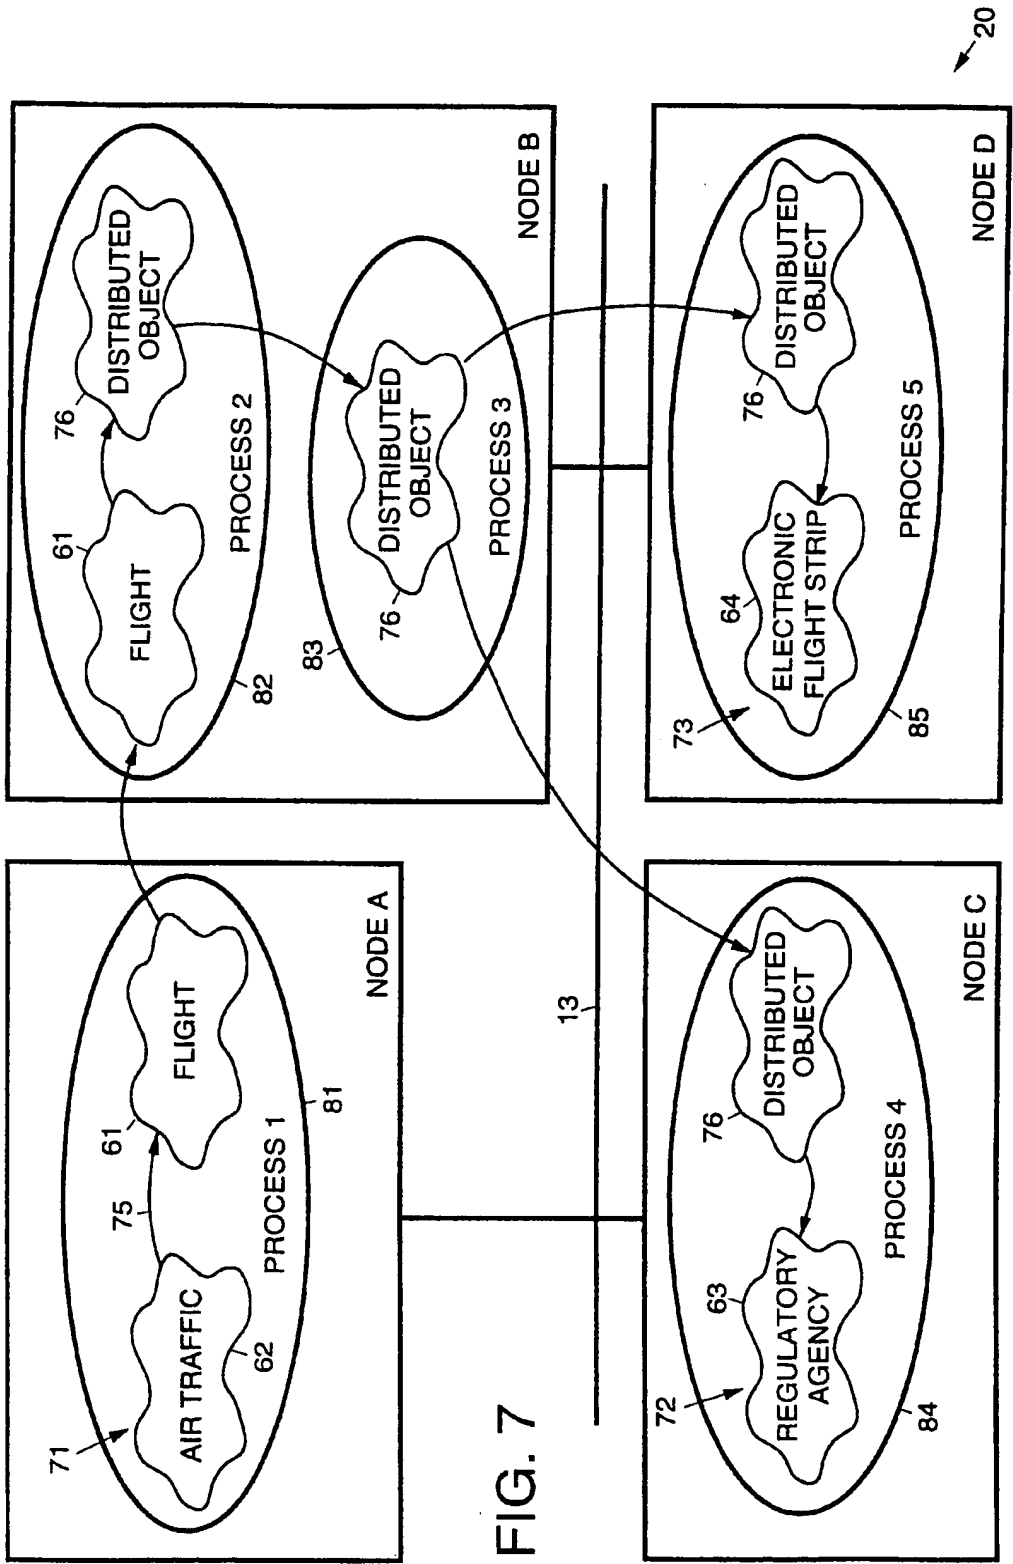 71
AIR TRAFFIC
62
75
61
FLIGHT
PROCESS 1
81
NODE A
61
FLIGHT
76
DISTRIBUTED
OBJECT
PROCESS 2
82
83
76
DISTRIBUTED
OBJECT
PROCESS 3
NODE B
FIG. 7
13
72
63
REGULATORY
AGENCY
76
DISTRIBUTED
OBJECT
PROCESS 4
84
NODE C
73
64
ELECTRONIC
FLIGHT STRIP
76
DISTRIBUTED
OBJECT
PROCESS 5
85
NODE D
20